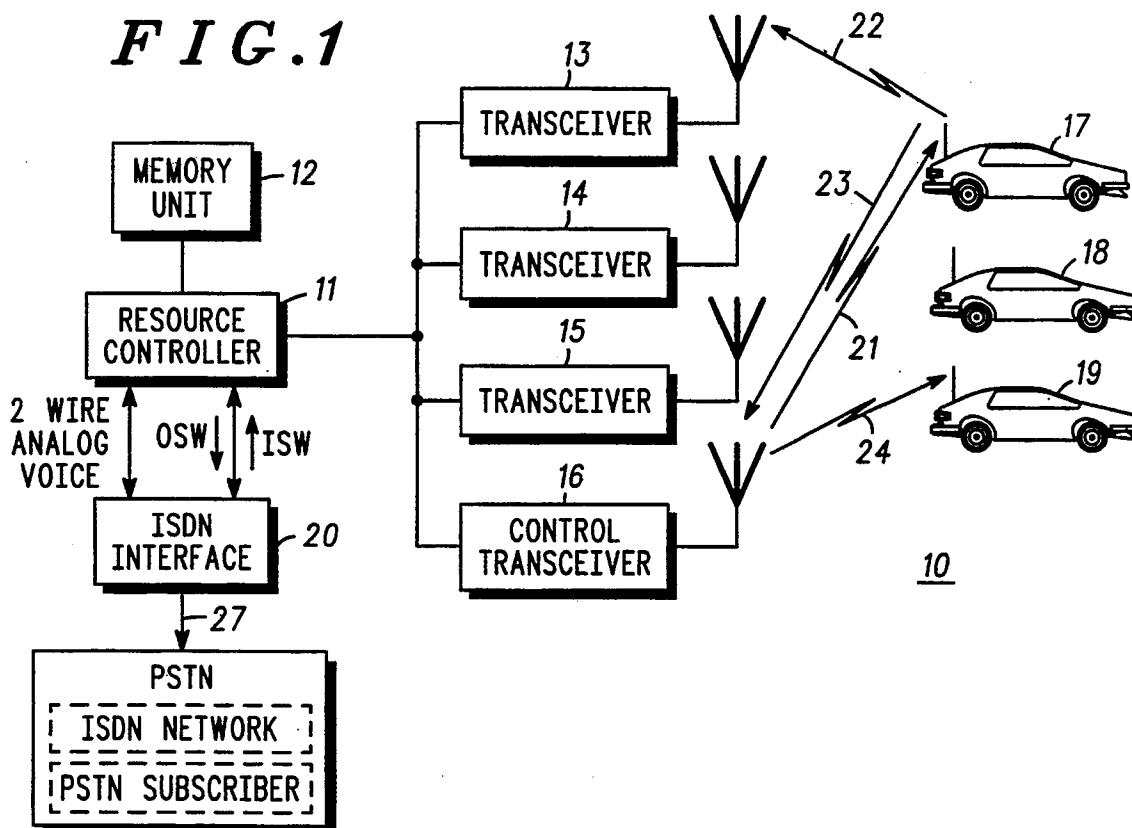 FIG.1
22
13
TRANSCEIVER
17
MEMORY
UNIT
12
23
14
TRANSCEIVER
18
11
RESOURCE
CONTROLLER
21
15
TRANSCEIVER
19
2 WIRE
ANALOG
VOICE
OSW
ISW
24
16
CONTROL
TRANSCEIVER
ISDN
INTERFACE
20
10
27
PSTN
ISDN NETWORK
PSTN SUBSCRIBER